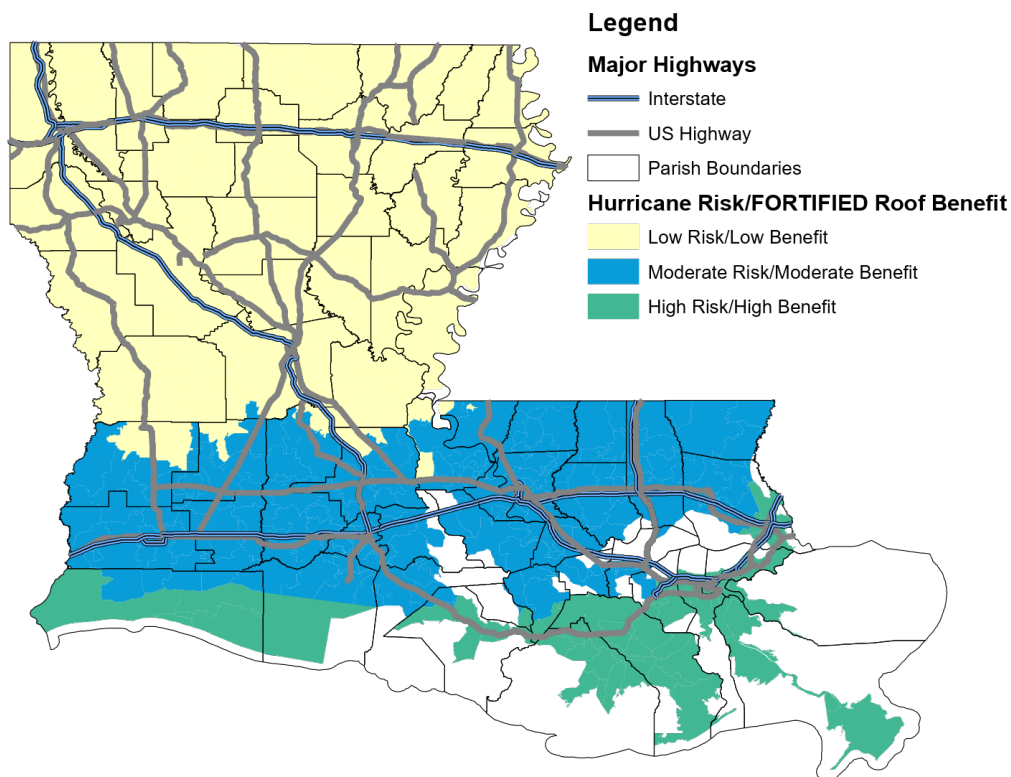 Legend
Major Highways
Interstate
US Highway
Parish Boundaries
Hurricane Risk/FORTIFIED Roof Benefit
Low Risk/Low Benefit
Moderate Risk/Moderate Benefit
High Risk/High Benefit